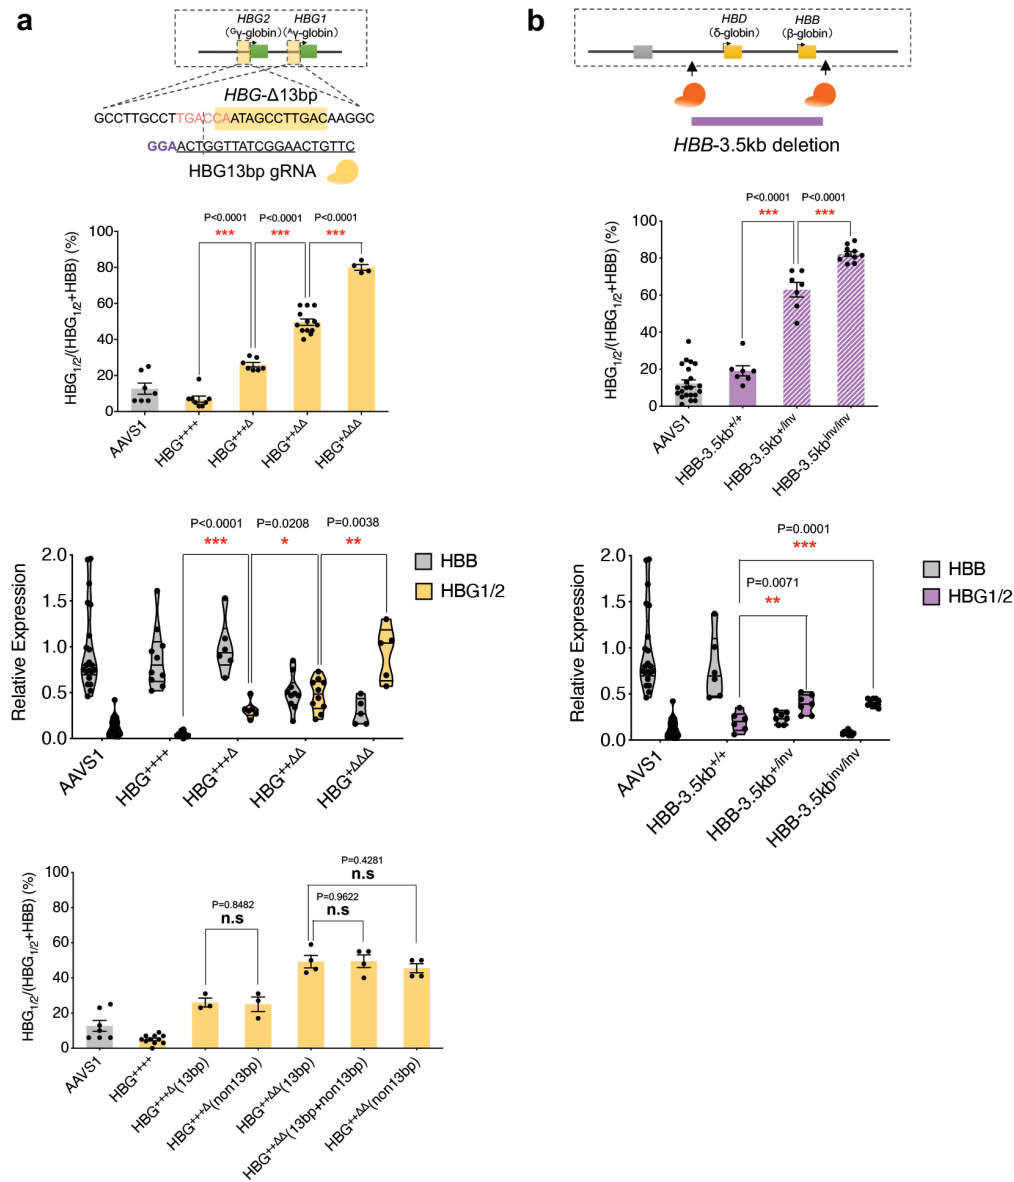 a
HBG2 HBG1
(ᴳγ-globin) (ᴬγ-globin)
HBG-Δ13bp
GCCTTGCCTTGACCAATAGCCTTGACAAGGC
GGAACTGGTTATCGGAACTGTTC
HBG13bp gRNA
P<0.0001 P<0.0001 P<0.0001
*** *** ***
HBG1/2/(HBG1/2+HBB) (%)
100
80
60
40
20
0
AAVS1
HBG++++
HBG+++Δ
HBG++ΔΔ
HBG+ΔΔΔ
P<0.0001 P=0.0208 P=0.0038
*** * **
HBB
HBG1/2
Relative Expression
2.0
1.5
1.0
0.5
0.0
AAVS1
HBG++++
HBG+++Δ
HBG++ΔΔ
HBG+ΔΔΔ
P=0.4281
n.s
P=0.8482
n.s
P=0.9622
n.s
HBG1/2/(HBG1/2+HBB) (%)
100
80
60
40
20
0
AAVS1
HBG++++
HBG+++Δ(13bp)
HBG+++Δ(non13bp)
HBG++ΔΔ(13bp)
HBG++ΔΔ(13bp+non13bp)
HBG++ΔΔ(non13bp)
b
HBD HBB
(δ-globin) (β-globin)
HBB-3.5kb deletion
P<0.0001 P<0.0001
*** ***
HBG1/2/(HBG1/2+HBB) (%)
100
80
60
40
20
0
AAVS1
HBB-3.5kb+/+
HBB-3.5kb+/inv
HBB-3.5kbinv/inv
P=0.0001
***
P=0.0071
**
HBB
HBG1/2
Relative Expression
2.0
1.5
1.0
0.5
0.0
AAVS1
HBB-3.5kb+/+
HBB-3.5kb+/inv
HBB-3.5kbinv/inv